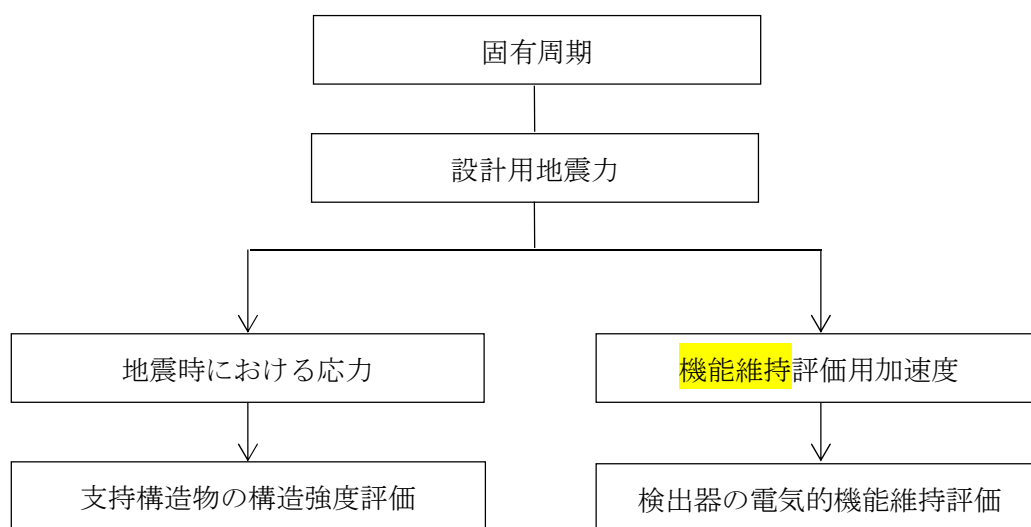 固有周期
設計用地震力
地震時における応力
機能維持評価用加速度
支持構造物の構造強度評価
検出器の電気的機能維持評価